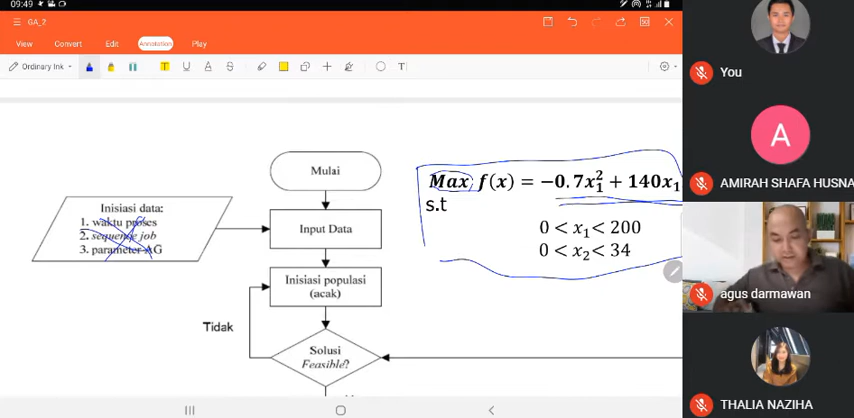 09:49
GA_2
View Convert Edit Annotation Play
Ordinary Ink
T U A S T
Mulai
Inisiasi data:
1. waktu proses
2. sequence job
3. parameter AG
Input Data
Inisiasi populasi
(acak)
Tidak
Solusi
Feasible?
Max f(x) = −0.7x₁² + 140x₁
s.t
0 < x₁< 200
0 < x₂< 34
You
A
AMIRAH SHAFA HUSNA
agus darmawan
THALIA NAZIHA